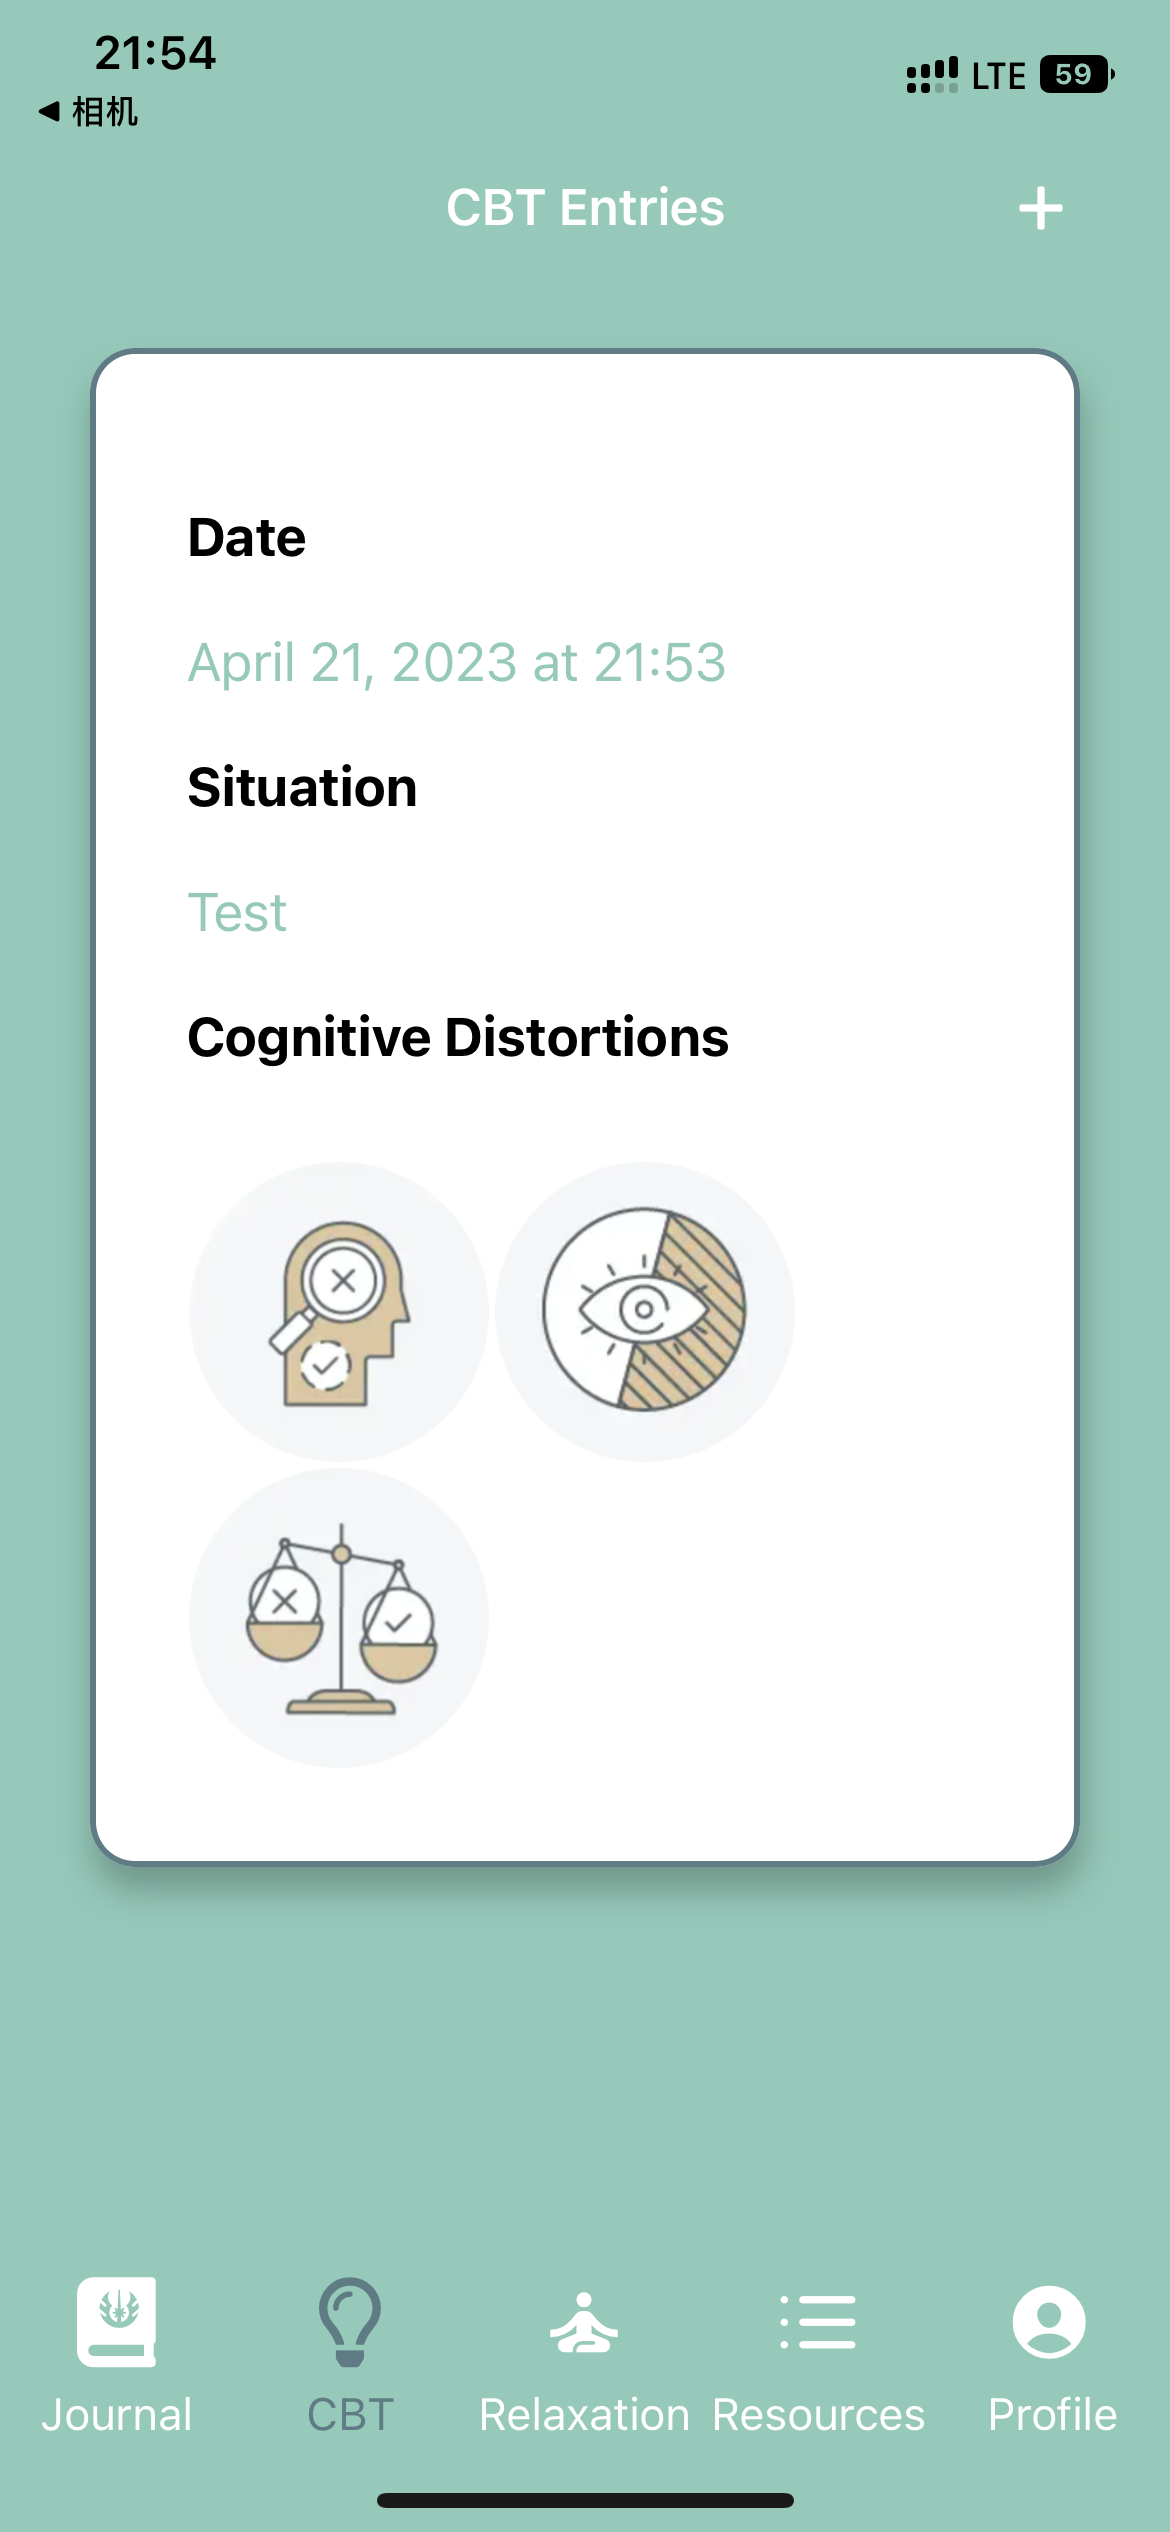 21:54
LTE 59
◀ 相机
CBT Entries
Date
April 21, 2023 at 21:53
Situation
Test
Cognitive Distortions
Journal
CBT
Relaxation
Resources
Profile